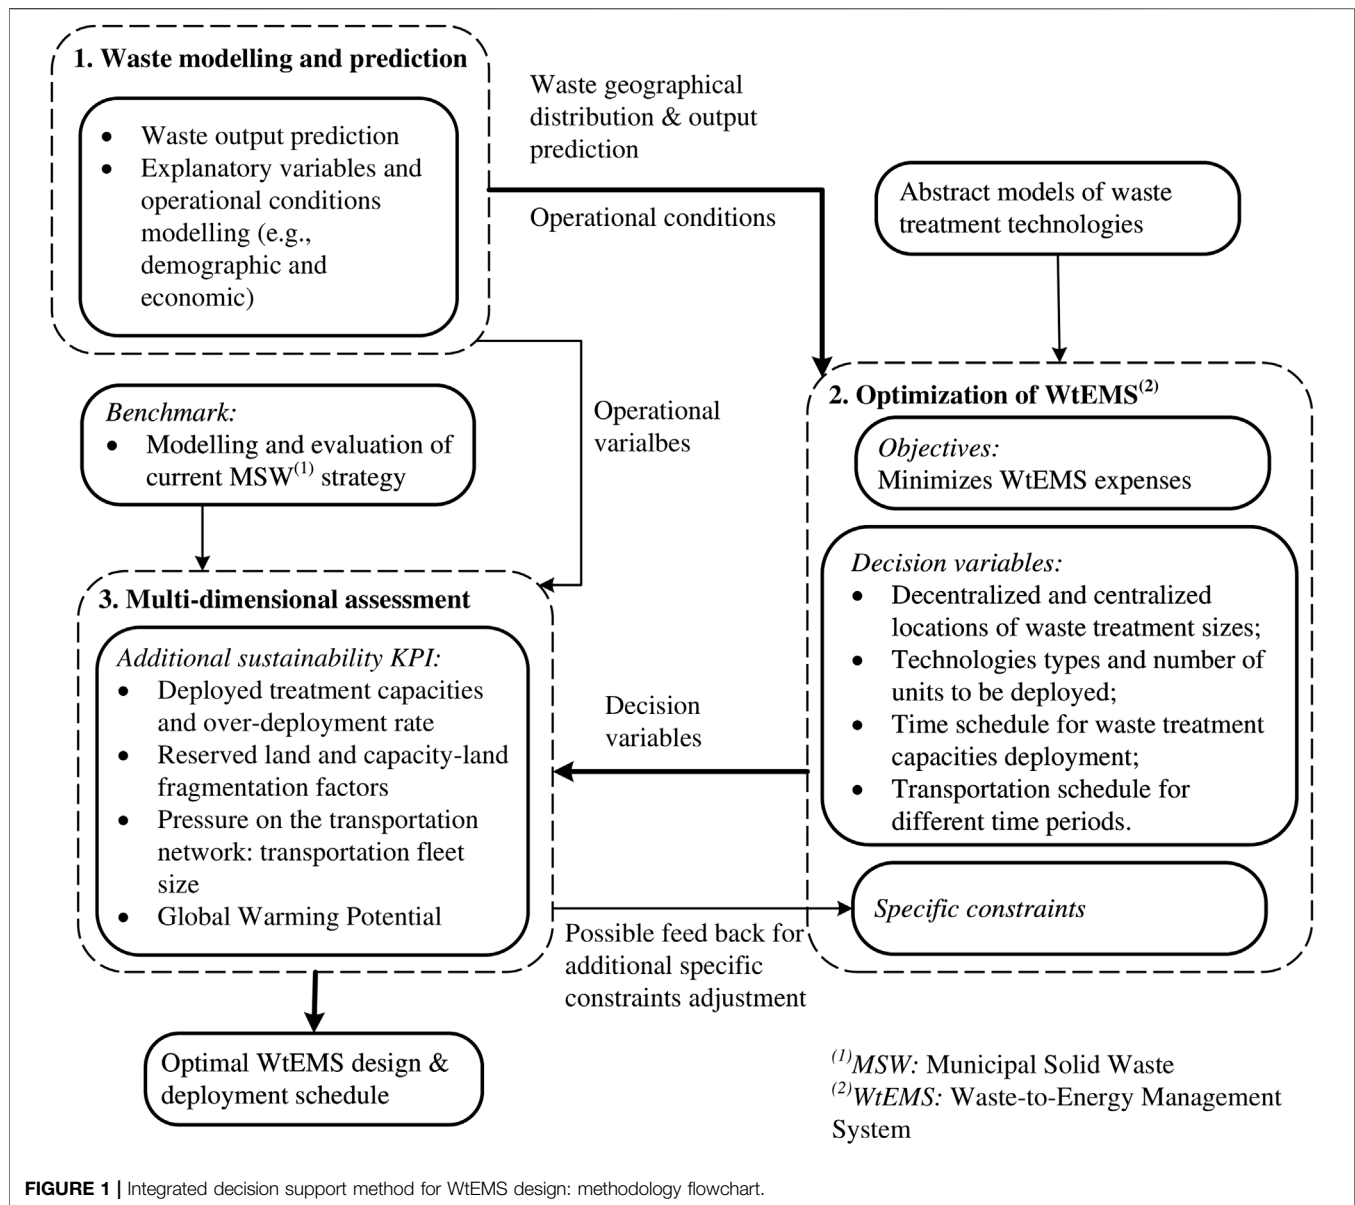 1. Waste modelling and prediction
• Waste output prediction
• Explanatory variables and
operational conditions
modelling (e.g.,
demographic and
economic)
Waste geographical
distribution & output
prediction
Operational conditions
Abstract models of waste
treatment technologies
Benchmark:
• Modelling and evaluation of
current MSW(1) strategy
Operational
varialbes
2. Optimization of WtEMS(2)
Objectives:
Minimizes WtEMS expenses
Decision variables:
• Decentralized and centralized
locations of waste treatment sizes;
• Technologies types and number of
units to be deployed;
• Time schedule for waste treatment
capacities deployment;
• Transportation schedule for
different time periods.
Specific constraints
3. Multi-dimensional assessment
Additional sustainability KPI:
• Deployed treatment capacities
and over-deployment rate
• Reserved land and capacity-land
fragmentation factors
• Pressure on the transportation
network: transportation fleet
size
• Global Warming Potential
Decision
variables
Possible feed back for
additional specific
constraints adjustment
Optimal WtEMS design &
deployment schedule
(1)MSW: Municipal Solid Waste
(2)WtEMS: Waste-to-Energy Management
System
FIGURE 1 | Integrated decision support method for WtEMS design: methodology flowchart.